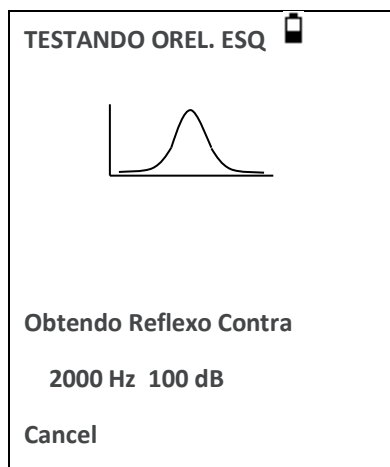 TESTANDO OREL. ESQ
Obtendo Reflexo Contra
2000 Hz 100 dB
Cancel